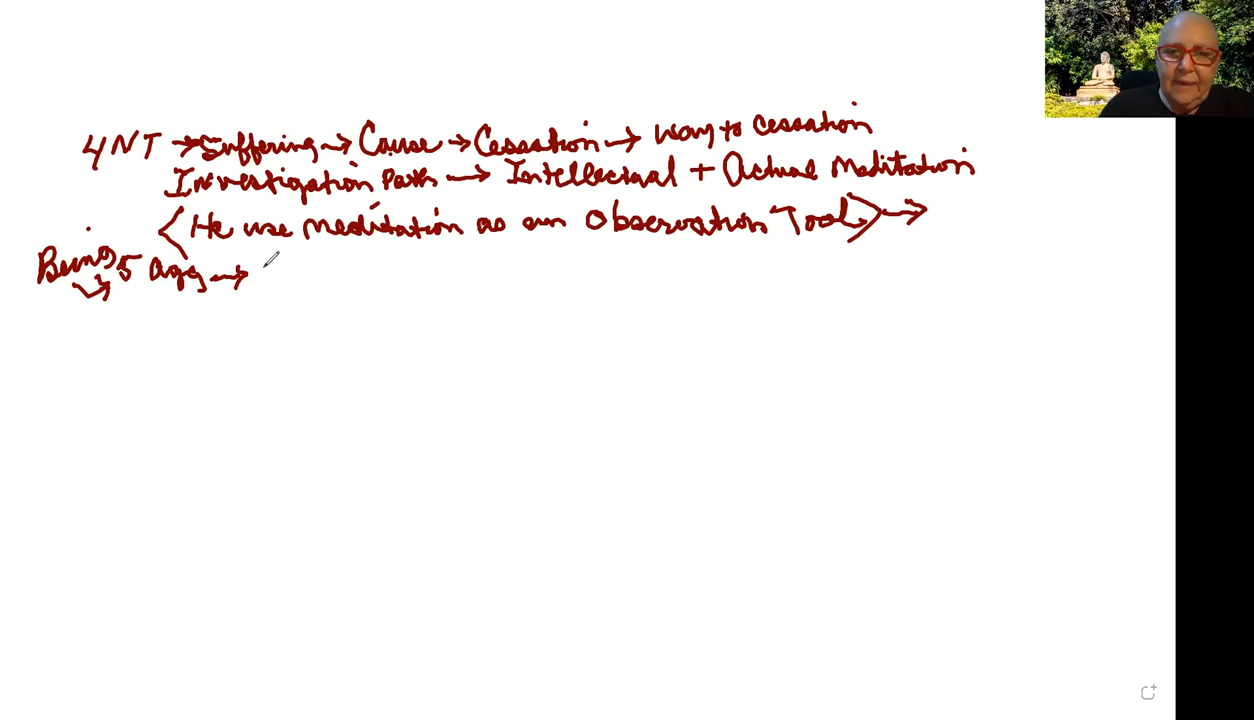 4NT → Suffering → Cause → Cessation → Way to cessation
Investigation Path → Intellectual + Actual Meditation
He use meditation as an Observation Tool →
Being 5 agg →